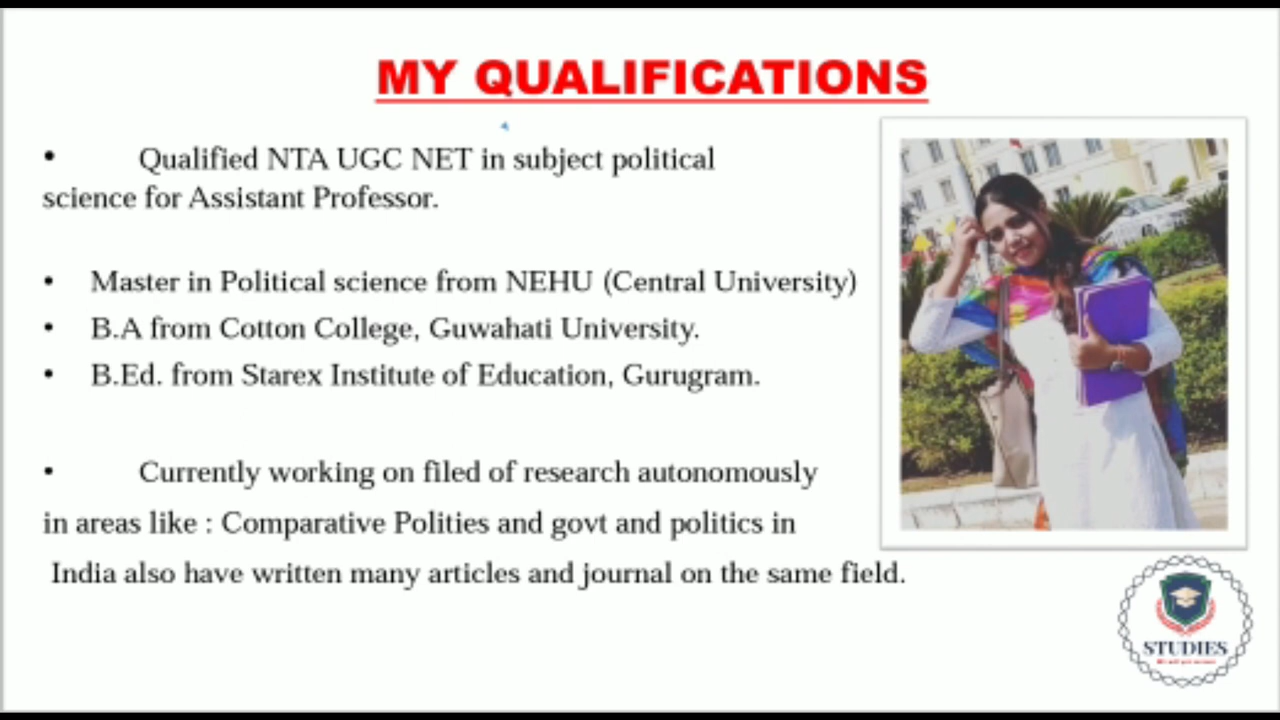 MY QUALIFICATIONS
• Qualified NTA UGC NET in subject political
science for Assistant Professor.
• Master in Political science from NEHU (Central University)
• B.A from Cotton College, Guwahati University.
• B.Ed. from Starex Institute of Education, Gurugram.
• Currently working on filed of research autonomously
in areas like : Comparative Polities and govt and politics in
India also have written many articles and journal on the same field.
STUDIES